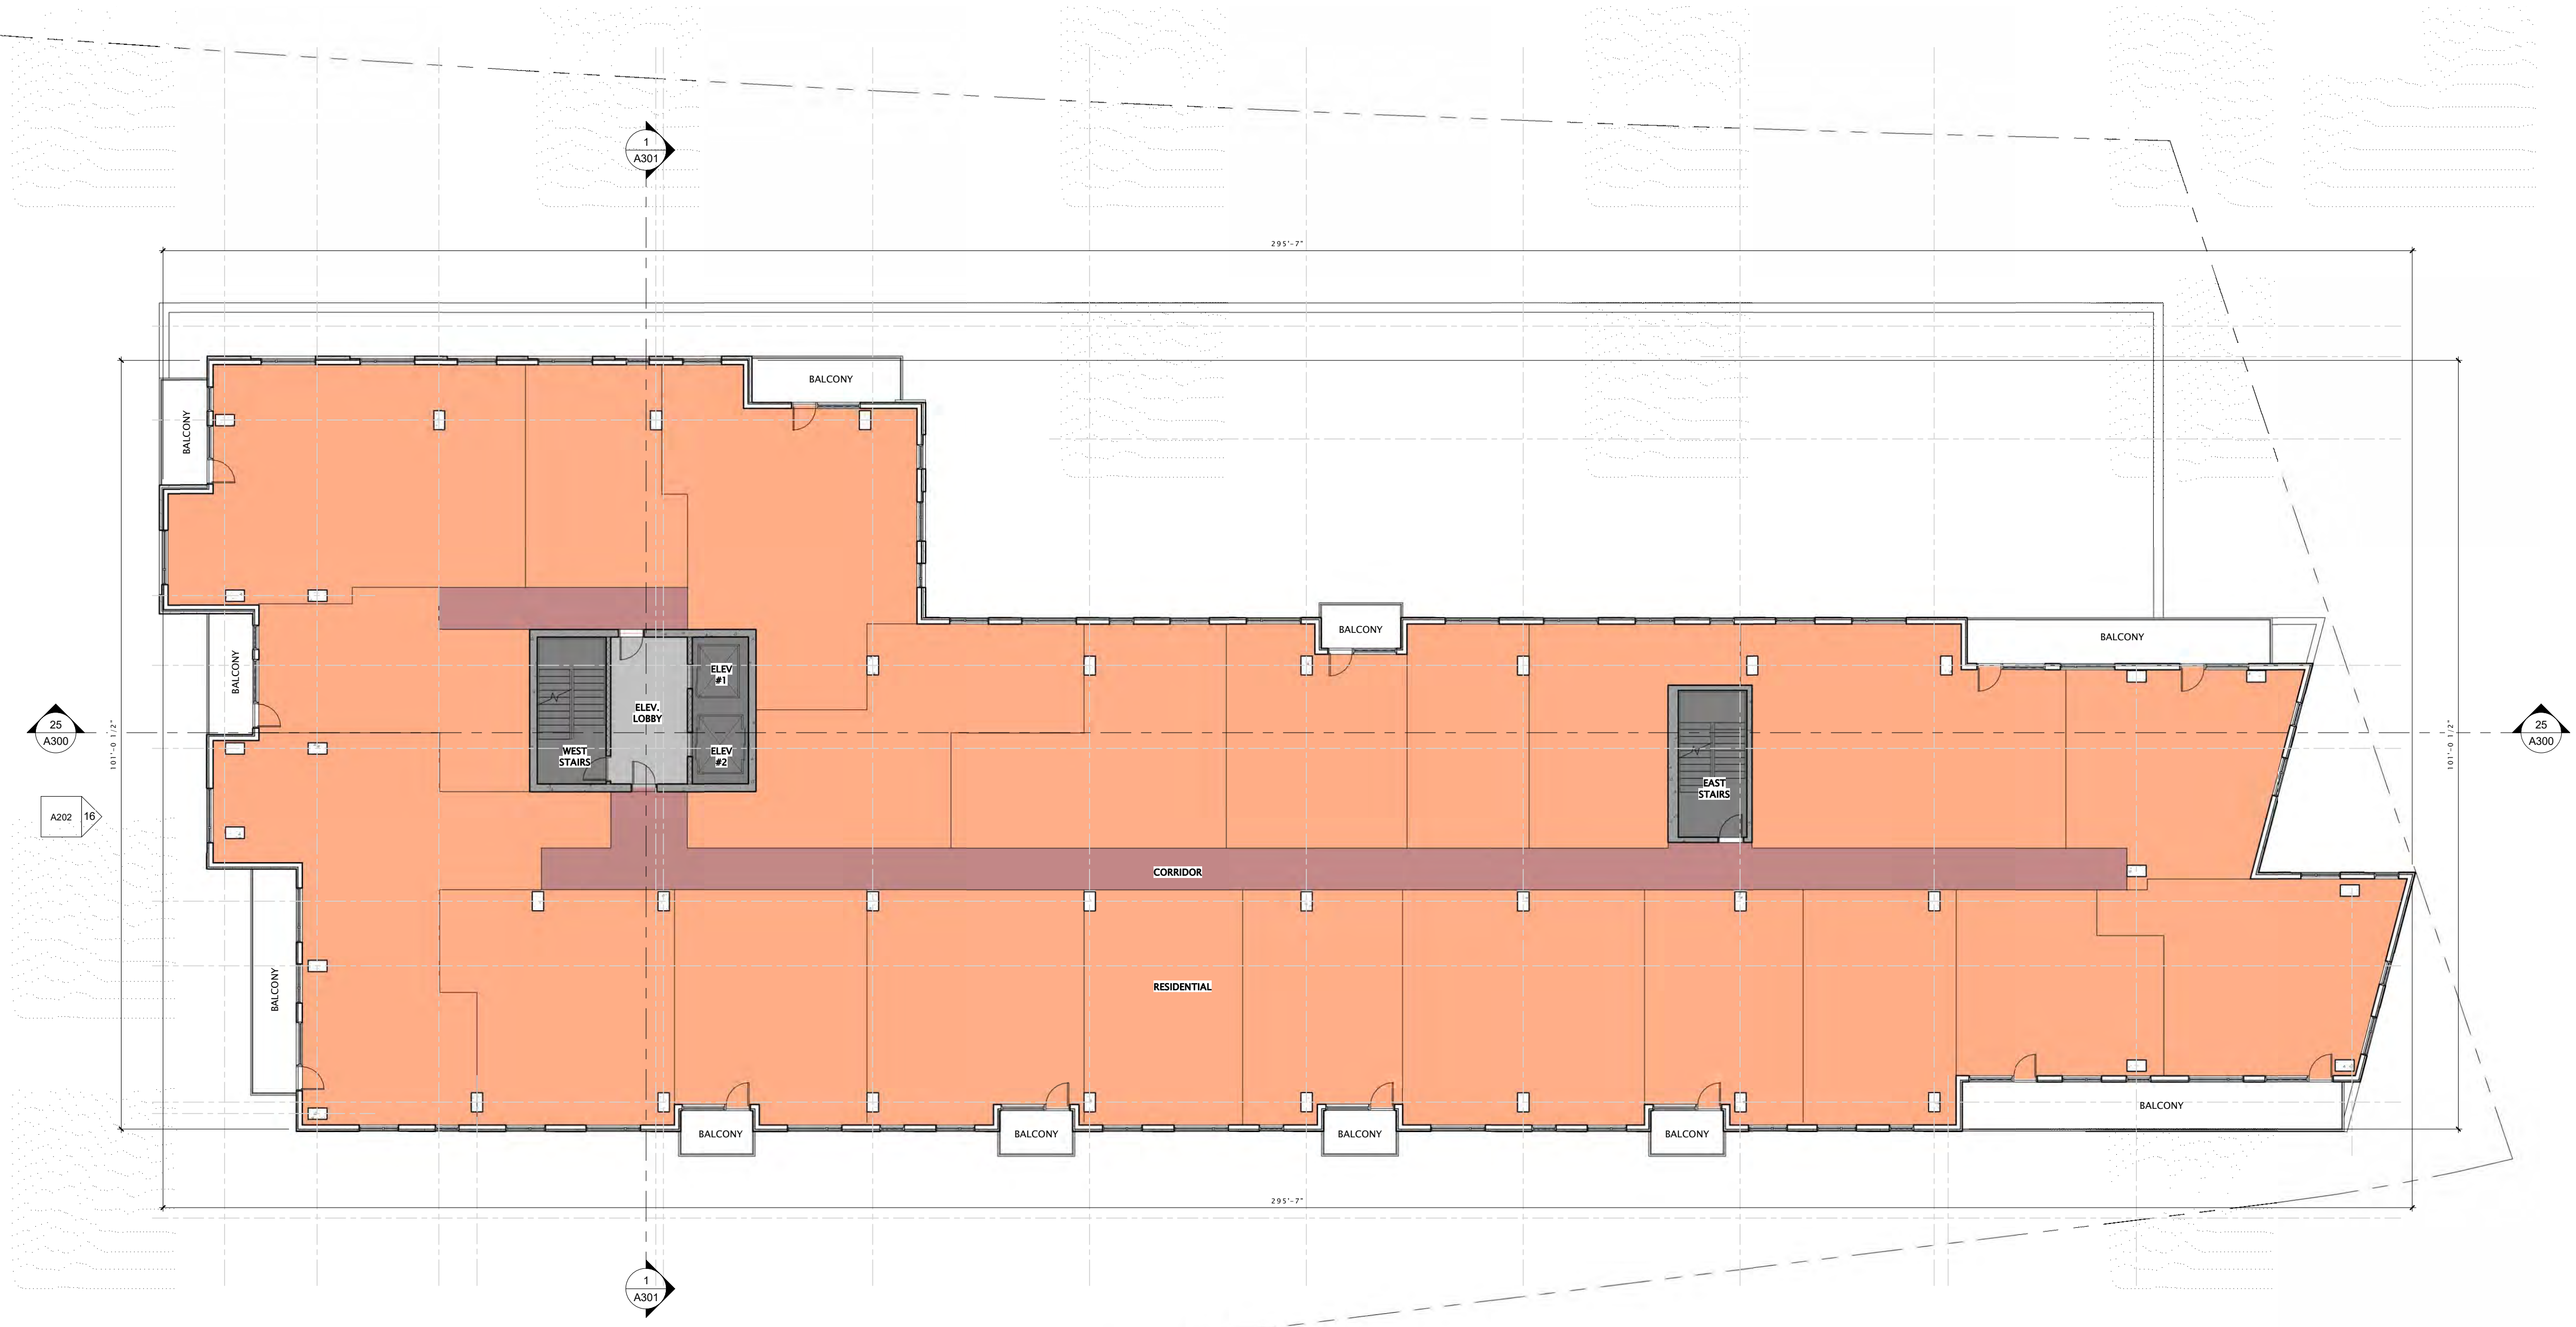 1
A301
295'-7"
BALCONY
BALCONY
BALCONY
BALCONY
BALCONY
ELEV
#1
ELEV.
LOBBY
25
A300
101'-0 1/2"
WEST
STAIRS
ELEV
#2
EAST
STAIRS
101'-0 1/2"
25
A300
A202
16
CORRIDOR
RESIDENTIAL
BALCONY
BALCONY
BALCONY
BALCONY
BALCONY
BALCONY
295'-7"
1
A301